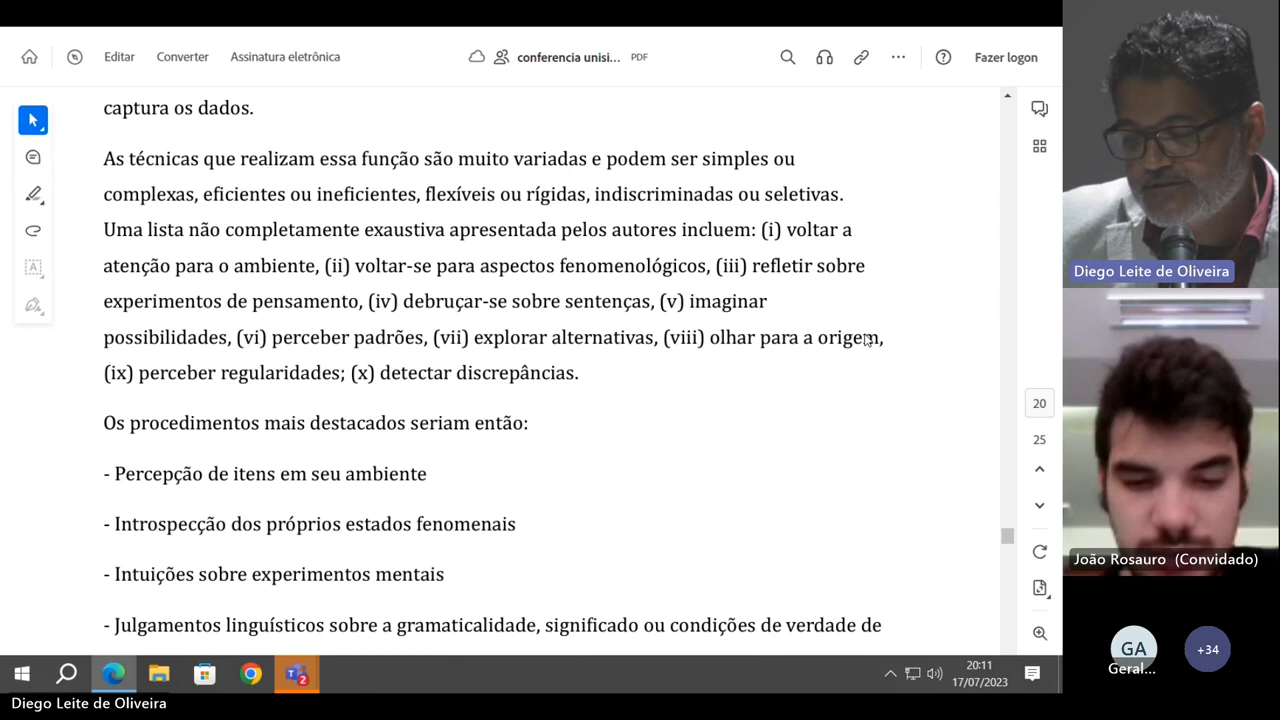 Editar Converter Assinatura eletrônica conferencia unisi... PDF Fazer logon
captura os dados.
As técnicas que realizam essa função são muito variadas e podem ser simples ou
complexas, eficientes ou ineficientes, flexíveis ou rígidas, indiscriminadas ou seletivas.
Uma lista não completamente exaustiva apresentada pelos autores incluem: (i) voltar a
atenção para o ambiente, (ii) voltar-se para aspectos fenomenológicos, (iii) refletir sobre
experimentos de pensamento, (iv) debruçar-se sobre sentenças, (v) imaginar
possibilidades, (vi) perceber padrões, (vii) explorar alternativas, (viii) olhar para a origem,
(ix) perceber regularidades; (x) detectar discrepâncias.
Os procedimentos mais destacados seriam então:
- Percepção de itens em seu ambiente
- Introspecção dos próprios estados fenomenais
- Intuições sobre experimentos mentais
- Julgamentos linguísticos sobre a gramaticalidade, significado ou condições de verdade de
20
25
Diego Leite de Oliveira
João Rosauro (Convidado)
GA
Geral...
+34
20:11
17/07/2023
Diego Leite de Oliveira